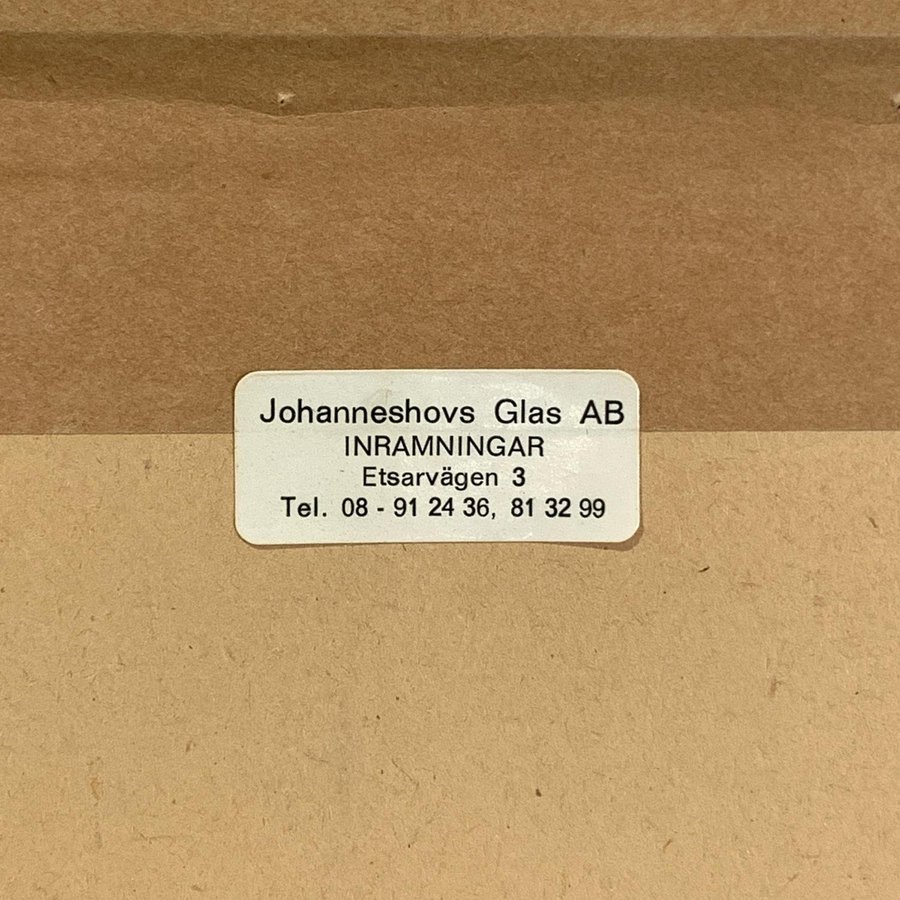 Johanneshovs Glas AB
INRAMNINGAR
Etsarvägen 3
Tel. 08 - 91 24 36, 81 32 99